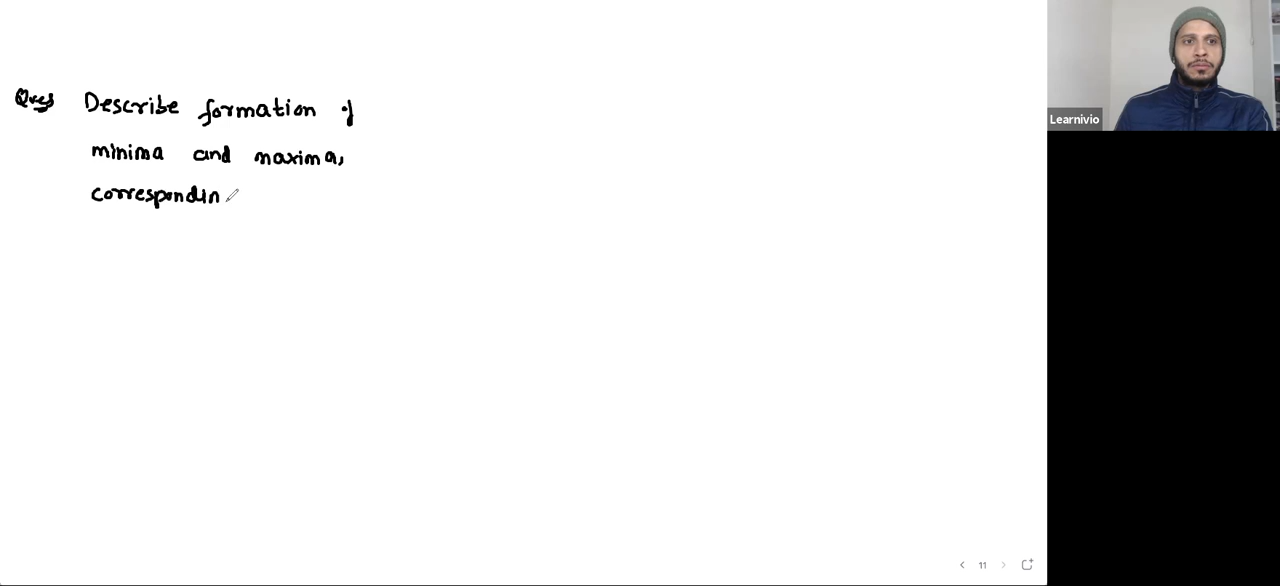 Ques Describe formation of
minima and maxima,
correspondin
Learnivio
11